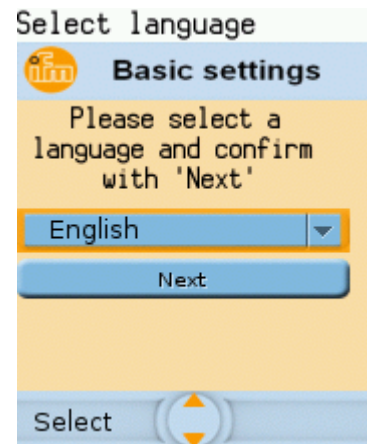 Select language
ifm
Basic settings
Please select a
language and confirm
with 'Next'
English
Next
Select